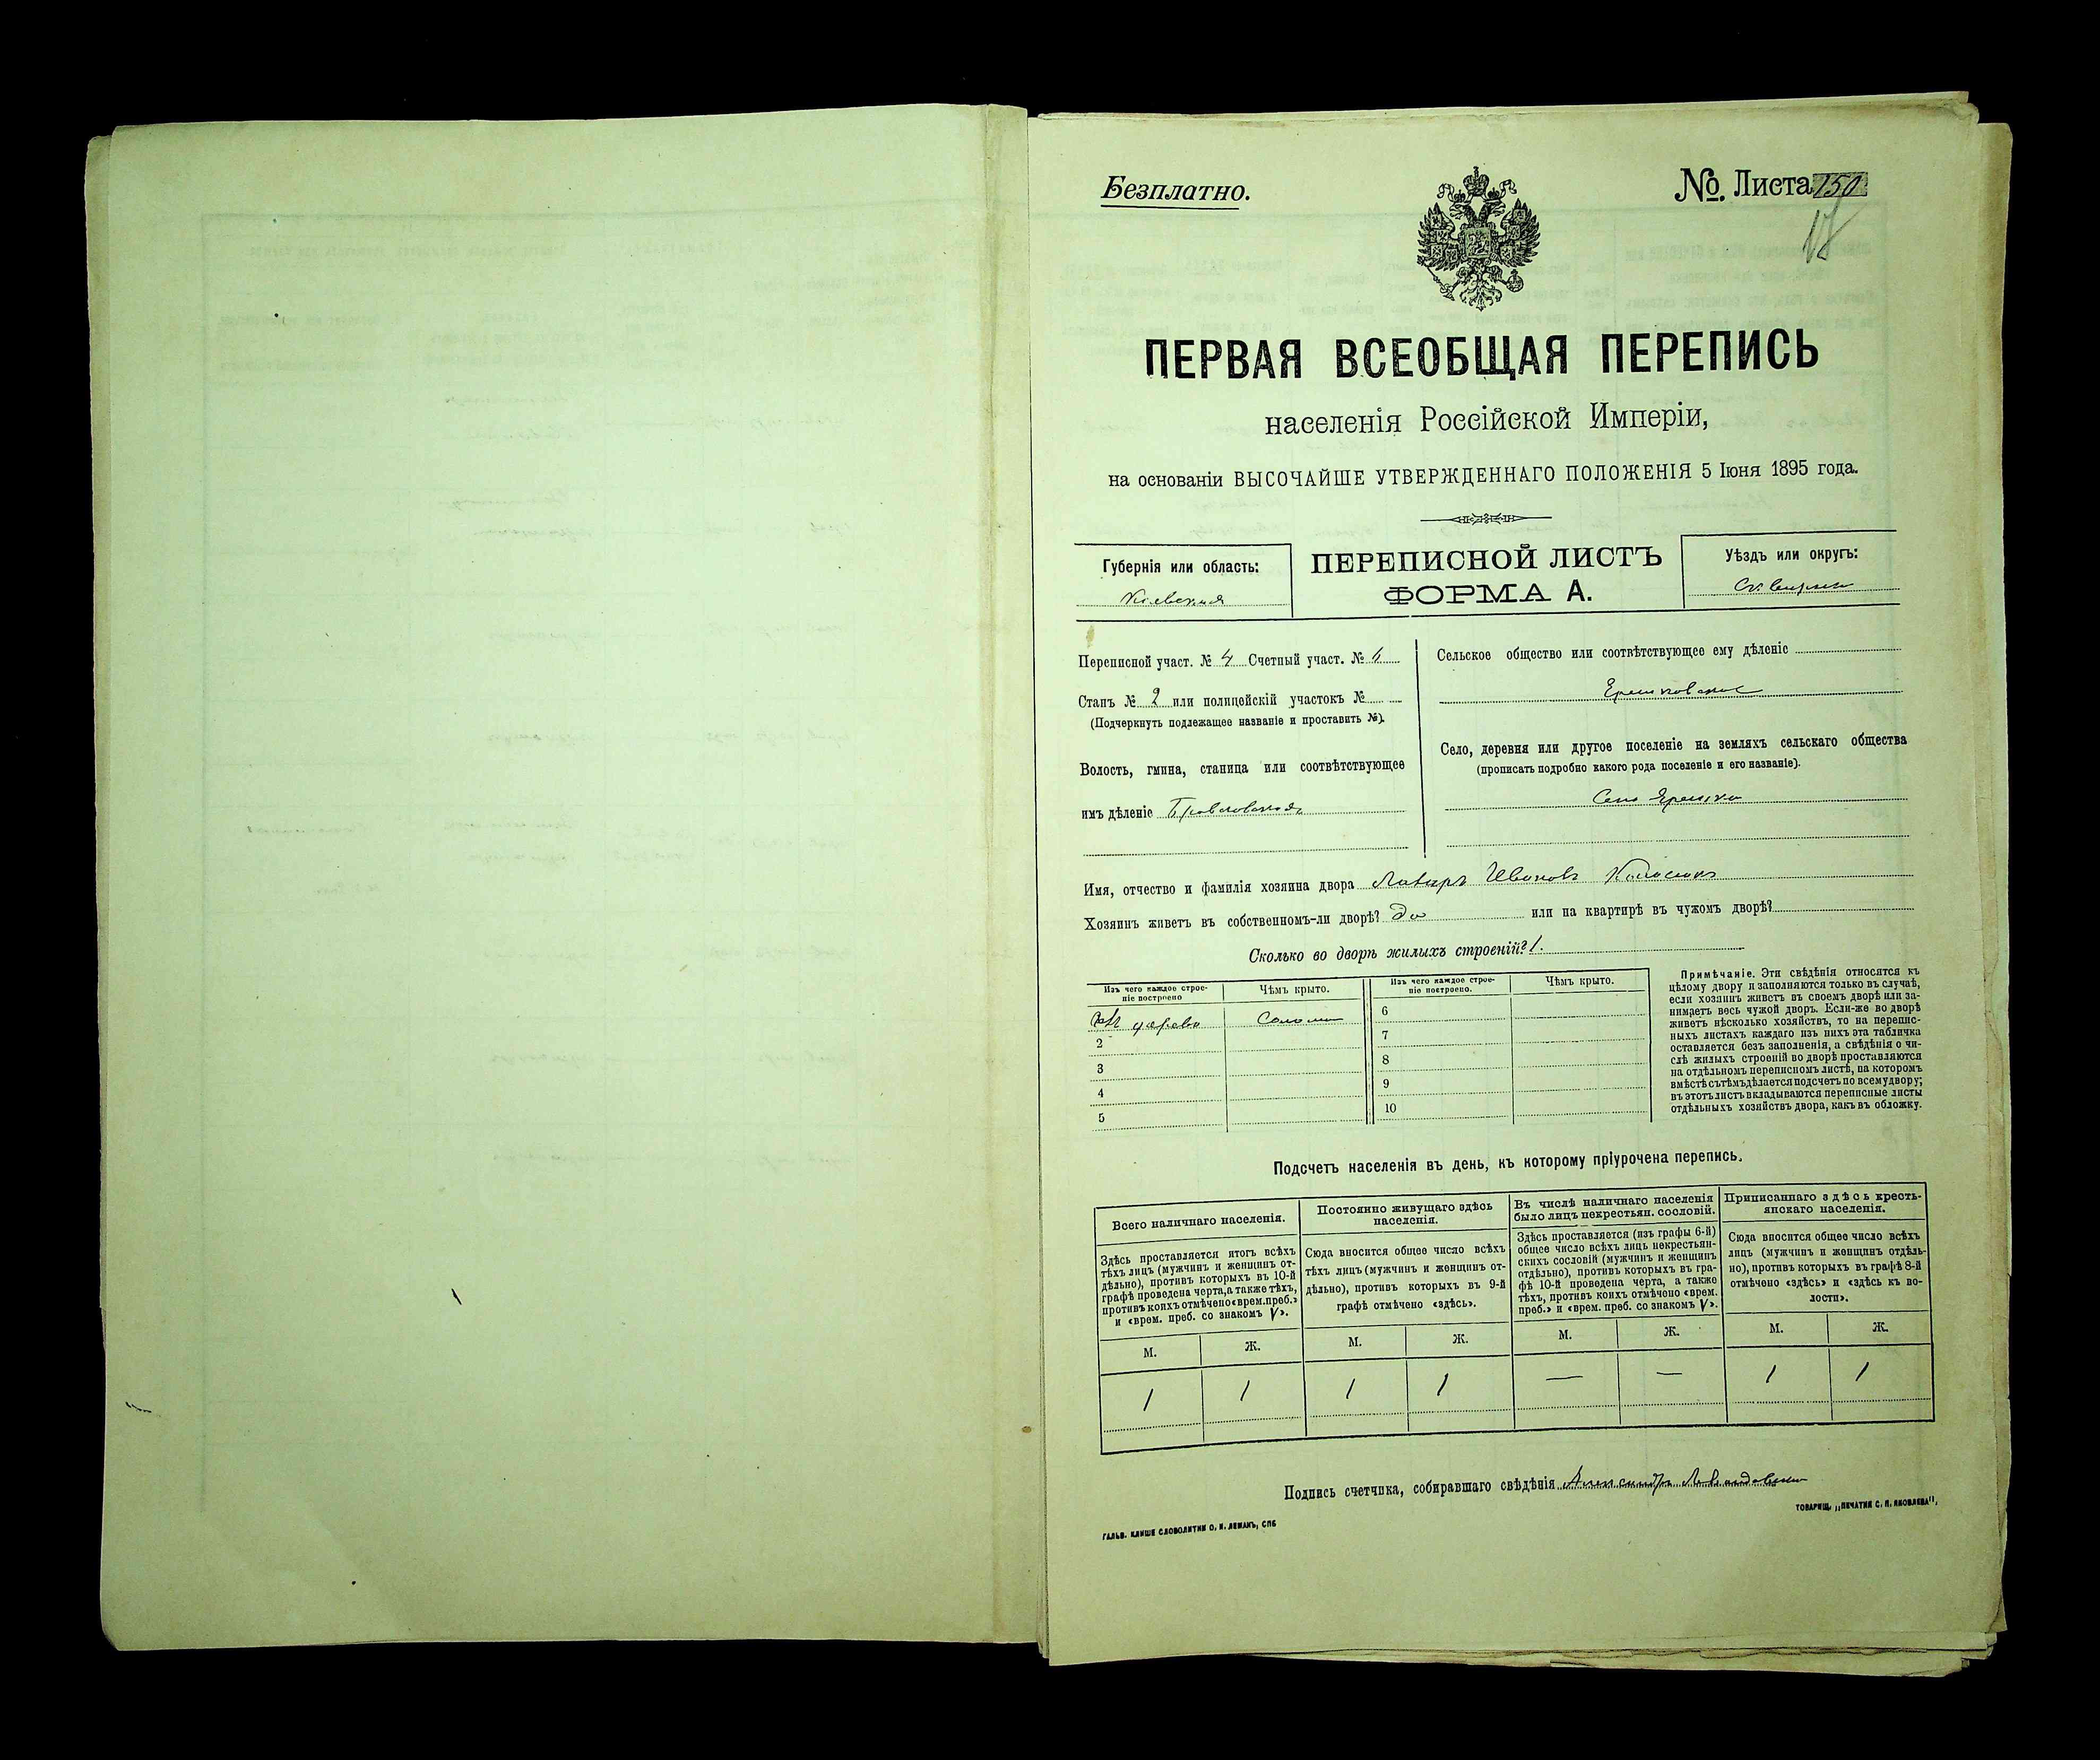 Безплатно.
№ Листа 150
17
ПЕРВАЯ ВСЕОБЩАЯ ПЕРЕПИСЬ
населенія Россійской Имперіи,
на основаніи ВЫСОЧАЙШЕ УТВЕРЖДЕННАГО ПОЛОЖЕНІЯ 5 Іюня 1895 года.
Губернія или область:
Кіевская
ПЕРЕПИСНОЙ ЛИСТЪ
ФОРМА А.
Уѣздъ или округъ:
Переписной участ. № 4 Счетный участ. №
Станъ № 2 или полицейскій участокъ №
(Подчеркнуть подлежащее названіе и проставить №).
Волость, гмина, станица или соотвѣтствующее
имъ дѣленіе
Сельское общество или соотвѣтствующее ему дѣленіе
Ерешковское
Село, деревня или другое поселеніе на земляхъ сельскаго общества
(прописать подробно какого рода поселеніе и его названіе).
Село Ерешки
Имя, отчество и фамилія хозяина двора Ивановъ
Хозяинъ живетъ въ собственномъ-ли дворѣ? да или на квартирѣ въ чужомъ дворѣ?
Сколько во дворѣ жилыхъ строеній? 1.
Изъ чего каждое строе-
ніе построено
Чѣмъ крыто.
Изъ чего каждое строе-
ніе построено.
Чѣмъ крыто.
дерева Солома
2
3
4
5
6
7
8
9
10
Примѣчаніе. Эти свѣдѣнія относятся къ
цѣлому двору и заполняются только въ случаѣ,
если хозяинъ живетъ въ своемъ дворѣ или за-
нимаетъ весь чужой дворъ. Если-же во дворѣ
живетъ нѣсколько хозяйствъ, то на перепис-
ныхъ листахъ каждаго изъ нихъ эта табличка
оставляется безъ заполненія, а свѣдѣнія о чи-
слѣ жилыхъ строеній во дворѣ проставляются
на отдѣльномъ переписномъ листѣ, на которомъ
вмѣстѣ съ тѣмъ дѣлается подсчетъ по всему двору;
въ этотъ листъ вкладываются переписные листы
отдѣльныхъ хозяйствъ двора, какъ въ обложку.
Подсчетъ населенія въ день, къ которому пріурочена перепись.
Всего наличнаго населенія.
Постоянно живущаго здѣсь
населенія.
Въ числѣ наличнаго населенія
было лицъ некрестьян. сословій.
Приписаннаго здѣсь кресть-
янскаго населенія.
Здѣсь проставляется итогъ всѣхъ
тѣхъ лицъ (мужчинъ и женщинъ от-
дѣльно), противъ которыхъ въ 10-й
графѣ проведена черта, а также тѣхъ,
противъ коихъ отмѣчено «врем. преб.»
и «врем. преб. со знакомъ V».
Сюда вносится общее число всѣхъ
тѣхъ лицъ (мужчинъ и женщинъ от-
дѣльно), противъ которыхъ въ 9-й
графѣ отмѣчено «здѣсь».
Здѣсь проставляется (изъ графы 6-й)
общее число всѣхъ лицъ некрестьян-
скихъ сословій (мужчинъ и женщинъ
отдѣльно), противъ которыхъ въ гра-
фѣ 10-й проведена черта, а также
тѣхъ, противъ коихъ отмѣчено «врем.
преб.» и «врем. преб. со знакомъ V».
Сюда вносится общее число всѣхъ
лицъ (мужчинъ и женщинъ отдѣль-
но), противъ которыхъ въ графѣ 8-й
отмѣчено «здѣсь» и «здѣсь въ во-
лости».
М. Ж. М. Ж. М. Ж. М. Ж.
1 1 1 1 — — 1 1
Подпись счетчика, собиравшаго свѣдѣнія Александръ Левандовскій
ГАЛЬВ. КЛИШЕ СЛОВОЛИТНИ О. И. ЛЕМАНЪ, СПБ
ТОВАРИЩ. „ПЕЧАТНЯ С. П. ЯКОВЛЕВА",